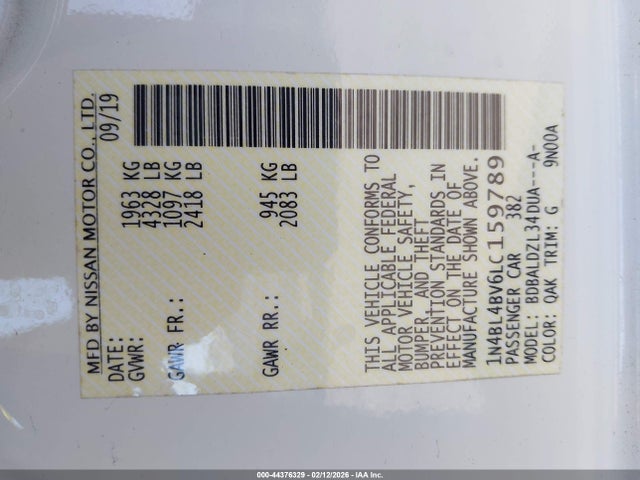 MFD BY NISSAN MOTOR CO., LTD.
DATE: 09/19
GVWR: 1963 KG
4328 LB
GAWR FR.: 1097 KG
2418 LB
GAWR RR.: 945 KG
2083 LB
THIS VEHICLE CONFORMS TO
ALL APPLICABLE FEDERAL
MOTOR VEHICLE SAFETY,
BUMPER, AND THEFT
PREVENTION STANDARDS IN
EFFECT ON THE DATE OF
MANUFACTURE SHOWN ABOVE.
1N4BL4BV6LC159789
PASSENGER CAR 382
MODEL: BDBALDZL34DUA---A-
COLOR: QAK TRIM: G 9N00A
000-44376329 - 02/12/2026 - IAA Inc.